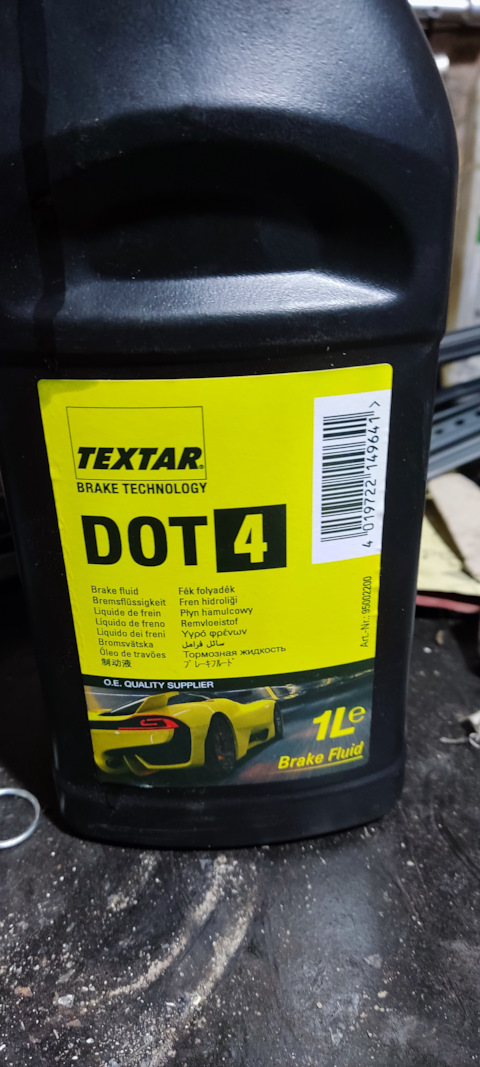 TEXTAR®
BRAKE TECHNOLOGY
DOT 4
4 019722 149641 >
Art.-Nr.: 95002200
Brake fluid
Bremsflüssigkeit
Liquide de frein
Líquido de freno
Liquido dei freni
Bromsvätska
Óleo de travões
制动液
Fék folyadék
Fren hidroliği
Płyn hamulcowy
Remvloeistof
Υγρό φρένων
سائل فرامل
Тормозная жидкость
ブレーキフルード
O.E. QUALITY SUPPLIER
1L℮
Brake Fluid